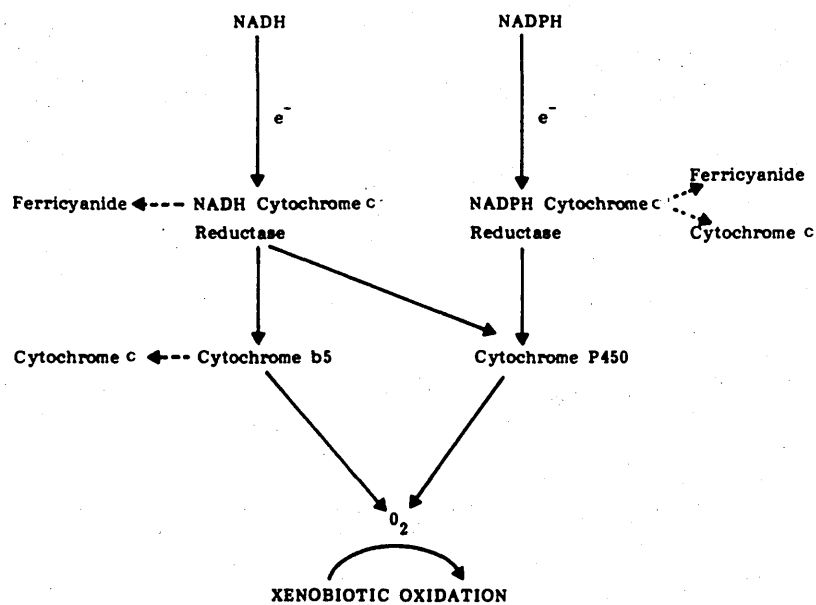 NADH
NADPH
e-
e-
Ferricyanide
NADH Cytochrome c
Reductase
NADPH Cytochrome c
Reductase
Ferricyanide
Cytochrome c
Cytochrome c
Cytochrome b5
Cytochrome P450
O2
XENOBIOTIC OXIDATION